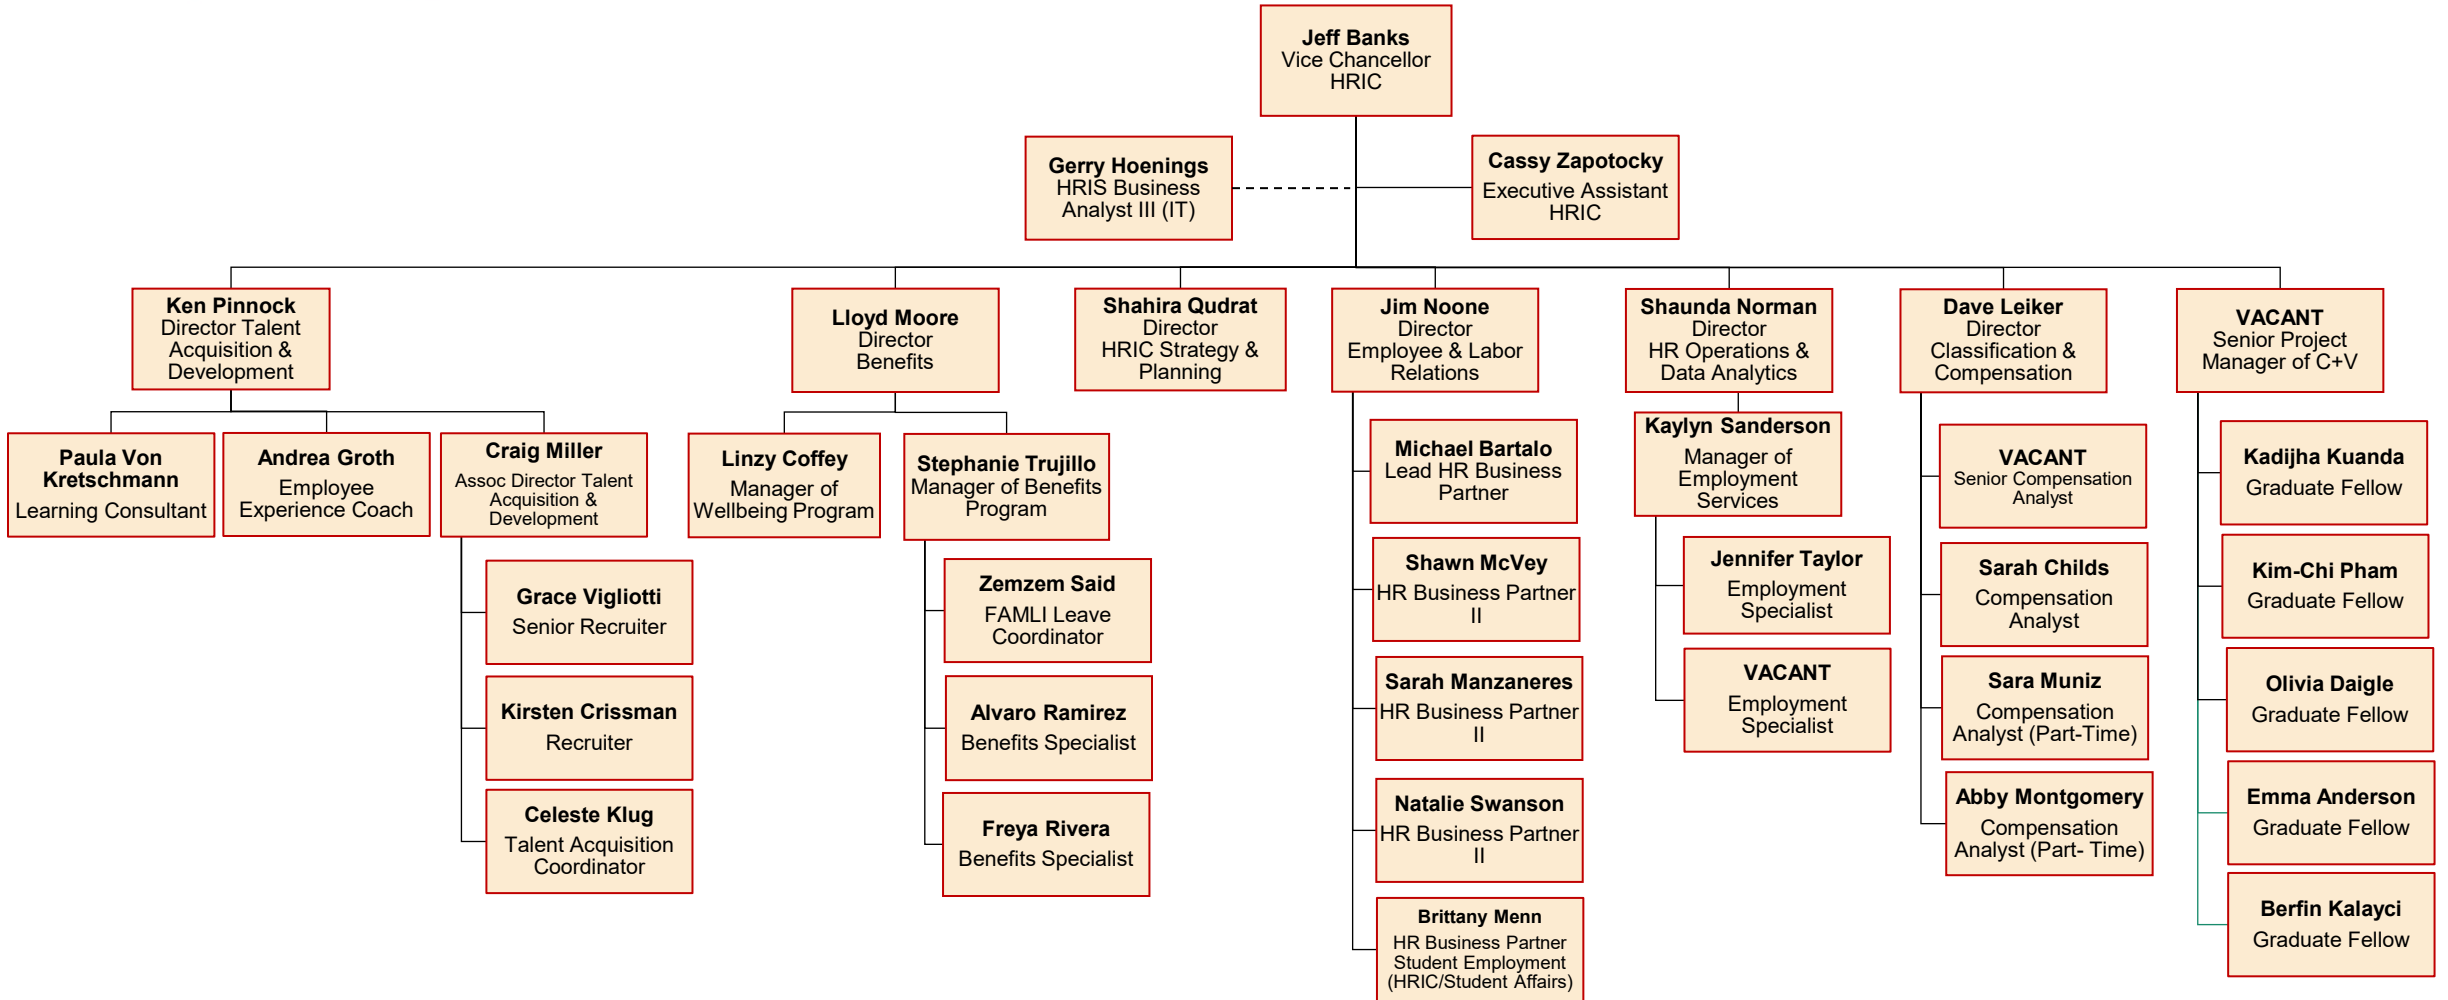 Jeff Banks
Vice Chancellor
HRIC
Gerry Hoenings
HRIS Business
Analyst III (IT)
Cassy Zapotocky
Executive Assistant
HRIC
Ken Pinnock
Director Talent
Acquisition &
Development
Lloyd Moore
Director
Benefits
Shahira Qudrat
Director
HRIC Strategy &
Planning
Jim Noone
Director
Employee & Labor
Relations
Shaunda Norman
Director
HR Operations &
Data Analytics
Dave Leiker
Director
Classification &
Compensation
VACANT
Senior Project
Manager of C+V
Paula Von
Kretschmann
Learning Consultant
Andrea Groth
Employee
Experience Coach
Craig Miller
Assoc Director Talent
Acquisition &
Development
Grace Vigliotti
Senior Recruiter
Kirsten Crissman
Recruiter
Celeste Klug
Talent Acquisition
Coordinator
Linzy Coffey
Manager of
Wellbeing Program
Stephanie Trujillo
Manager of Benefits
Program
Zemzem Said
FAMLI Leave
Coordinator
Alvaro Ramirez
Benefits Specialist
Freya Rivera
Benefits Specialist
Michael Bartalo
Lead HR Business
Partner
Shawn McVey
HR Business Partner
II
Sarah Manzaneres
HR Business Partner
II
Natalie Swanson
HR Business Partner
II
Brittany Menn
HR Business Partner
Student Employment
(HRIC/Student Affairs)
Kaylyn Sanderson
Manager of
Employment
Services
Jennifer Taylor
Employment
Specialist
VACANT
Employment
Specialist
VACANT
Senior Compensation
Analyst
Sarah Childs
Compensation
Analyst
Sara Muniz
Compensation
Analyst (Part-Time)
Abby Montgomery
Compensation
Analyst (Part- Time)
Kadijha Kuanda
Graduate Fellow
Kim-Chi Pham
Graduate Fellow
Olivia Daigle
Graduate Fellow
Emma Anderson
Graduate Fellow
Berfin Kalayci
Graduate Fellow